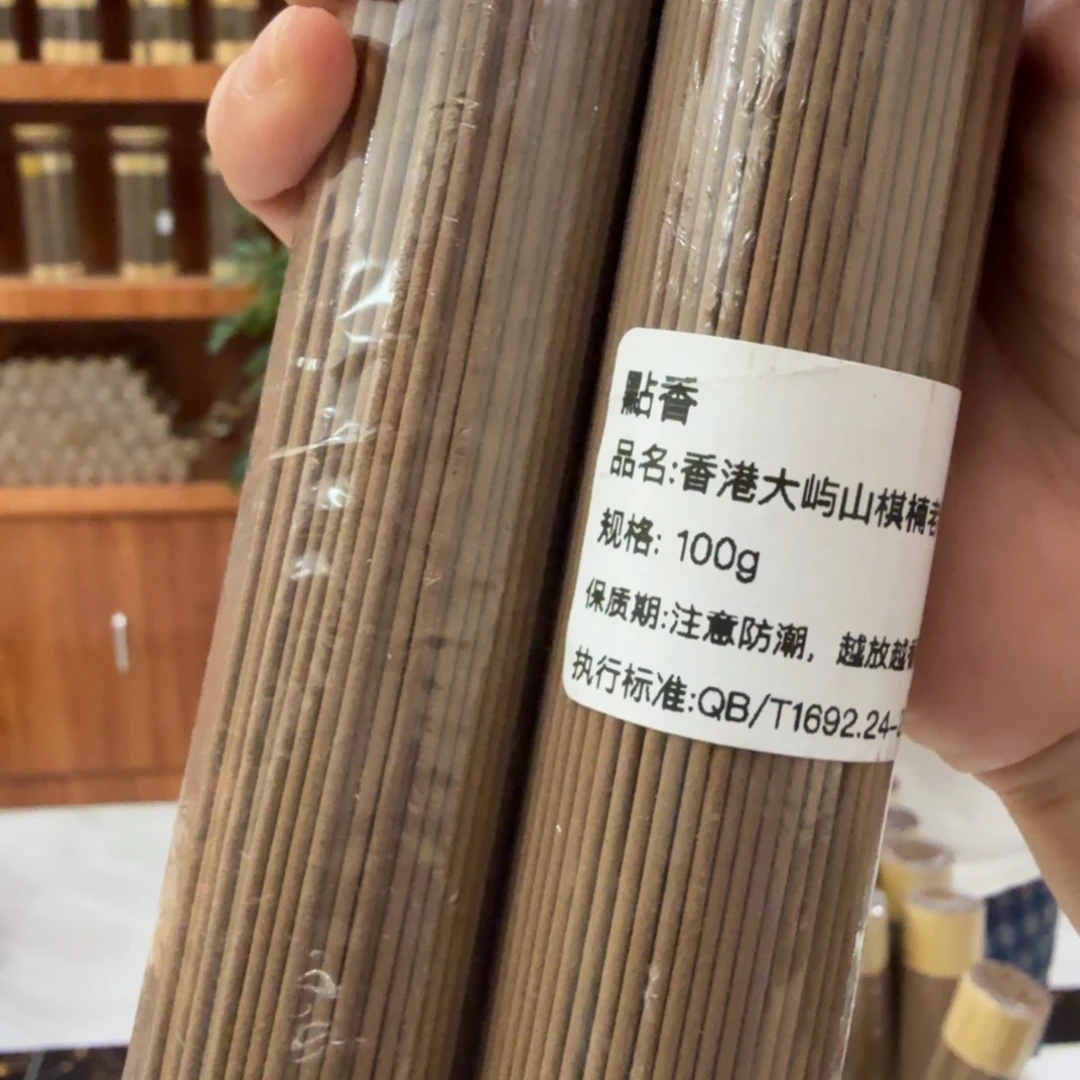 點香
品名:香港大屿山棋楠老
规格: 100g
保质期:注意防潮, 越放越
执行标准:QB/T1692.24-